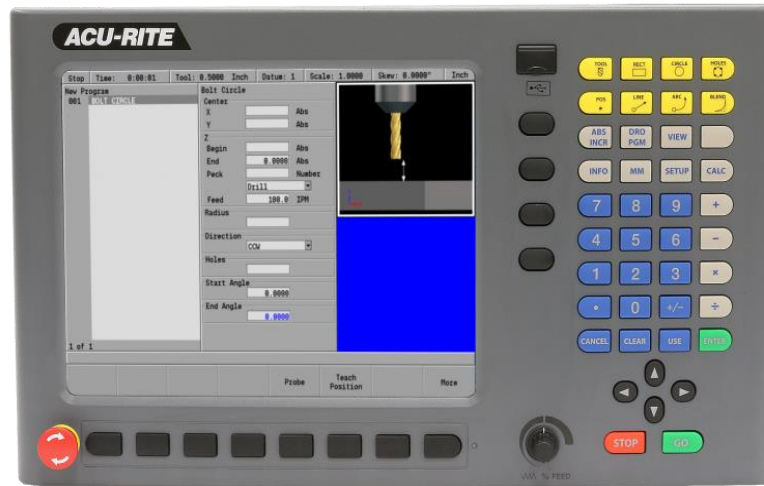 ACU-RITE
Stop Time: 0:00:01 Tool: 0.5000 Inch Datum: 1 Scale: 1.0000 Skew: 0.0000° Inch
New Program
001 BOLT CIRCLE
Bolt Circle
Center
X Abs
Y Abs
Z
Begin Abs
End 0.0000 Abs
Peck Number
Drill
Feed 100.0 IPM
Radius
Direction
CCW
Holes
Start Angle
0.0000
End Angle
0.0000
1 of 1
Probe Teach Position More
TOOL RECT CIRCLE HOLES
POS LINE ARC BLEND
ABS INCR DRO PGM VIEW
INFO MM SETUP CALC
7 8 9 +
4 5 6 -
1 2 3 ×
• 0 +/- ÷
CANCEL CLEAR USE ENTER
STOP GO
% FEED